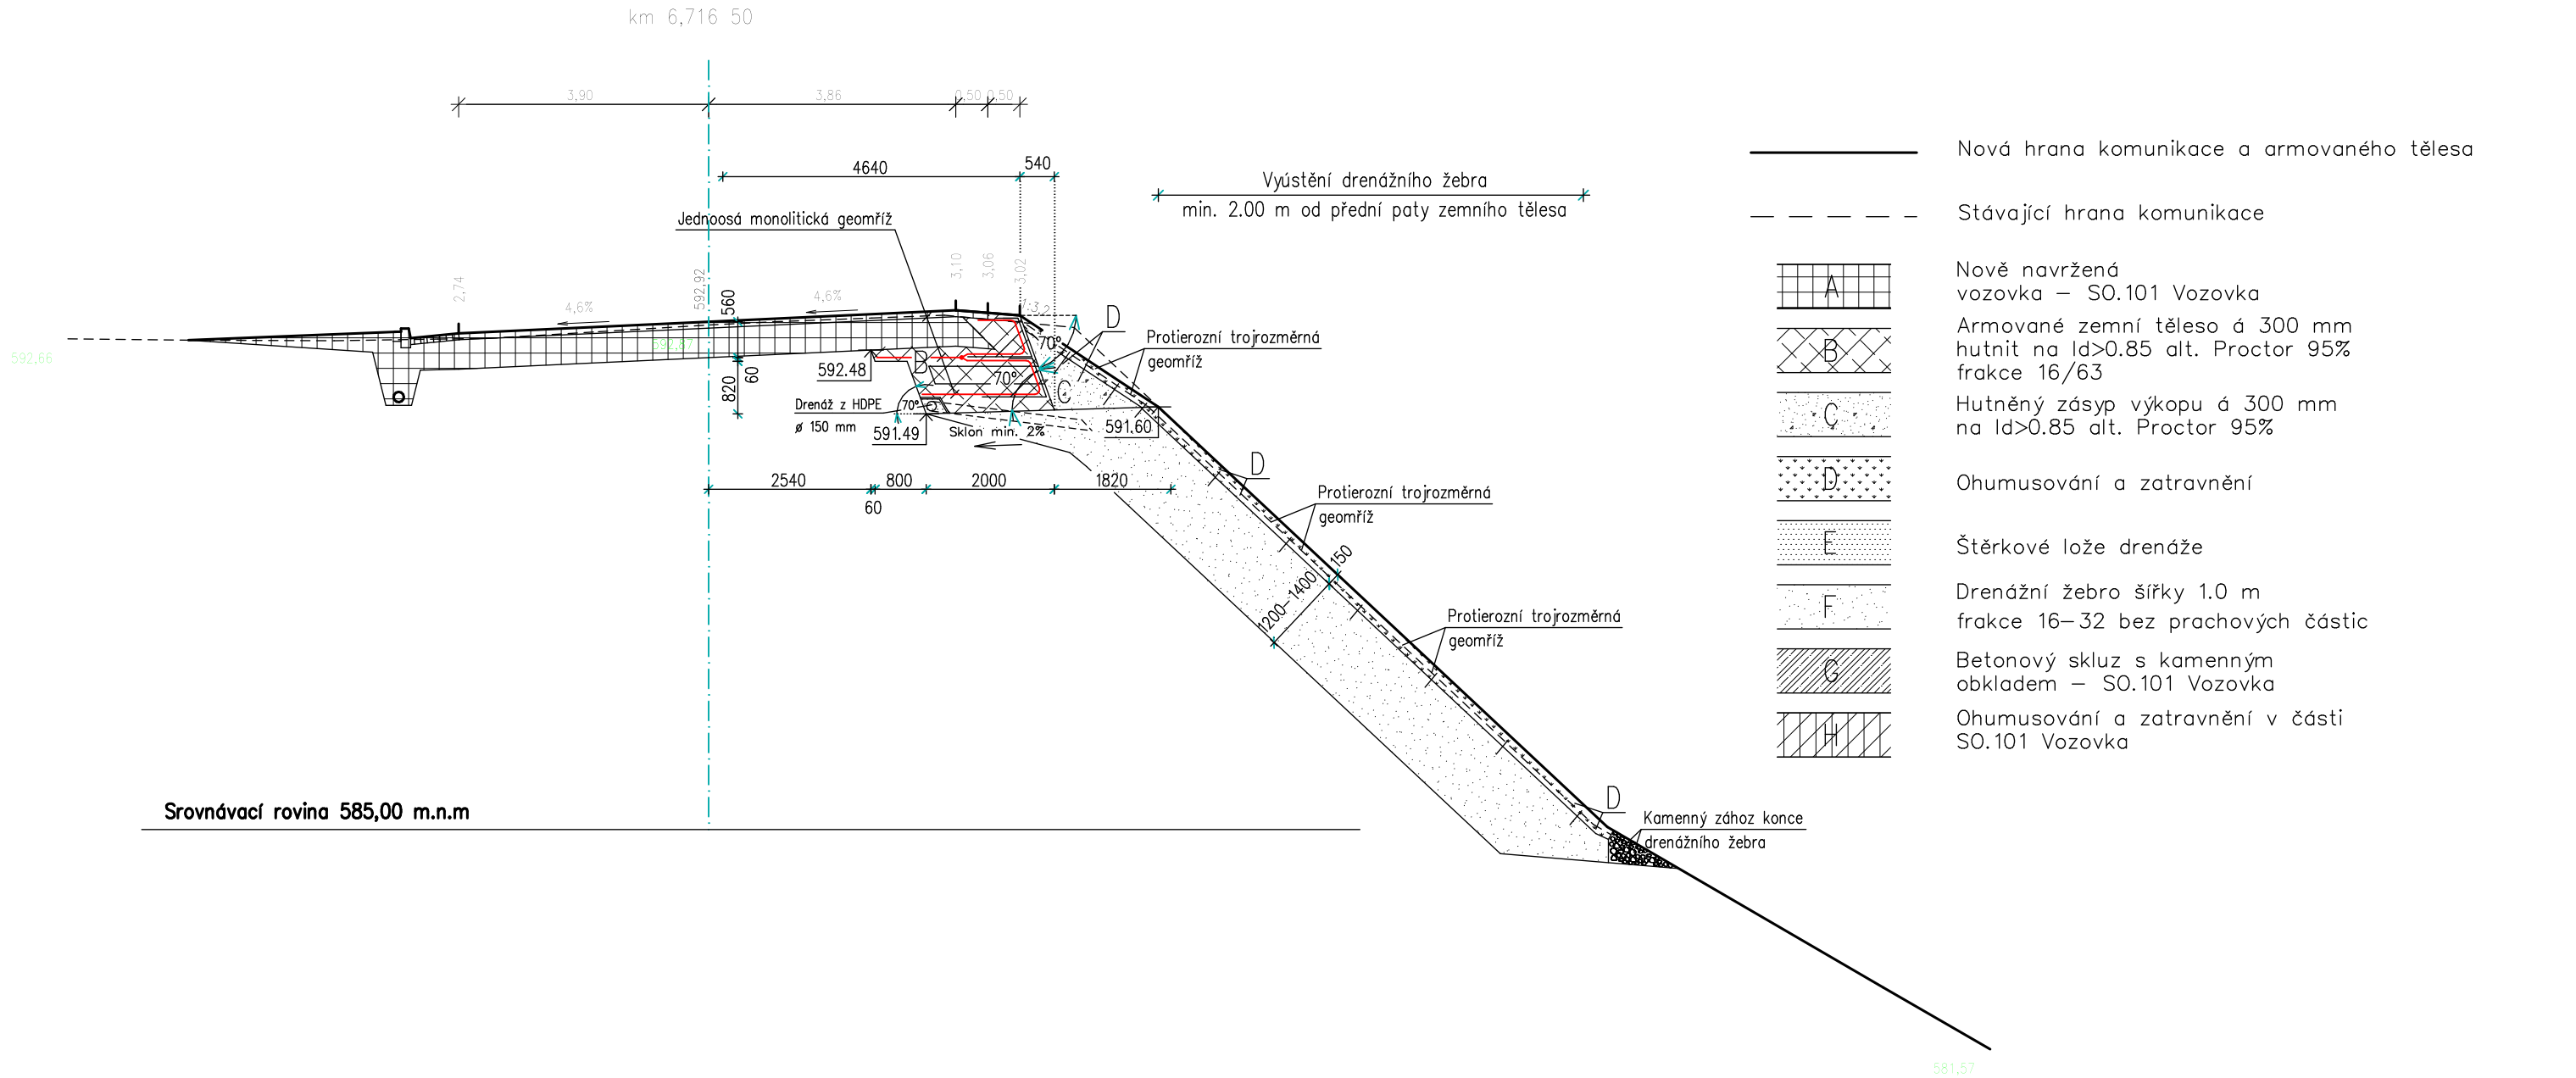 km 6,716 50
3,90
3,86
0,50
0,50
4640
540
Vyústění drenážního žebra
min. 2.00 m od přední paty zemního tělesa
Jednoosá monolitická geomříž
2,74
592,92
3,10
3,06
3,02
4,6%
4,6%
560
1:3,2
D
Protierozní trojrozměrná
geomříž
592,66
592,87
592.48
B
70°
70°
C
820
60
Drenáž z HDPE
ø 150 mm
70°
591.49
Sklon min. 2%
591.60
2540
800
2000
1820
60
D
Protierozní trojrozměrná
geomříž
150
1200-1400
Protierozní trojrozměrná
geomříž
D
Kamenný zához konce
drenážního žebra
Srovnávací rovina 585,00 m.n.m
581,57
Nová hrana komunikace a armovaného tělesa
Stávající hrana komunikace
A
Nově navržená
vozovka – SO.101 Vozovka
B
Armované zemní těleso á 300 mm
hutnit na Id>0.85 alt. Proctor 95%
frakce 16/63
C
Hutněný zásyp výkopu á 300 mm
na Id>0.85 alt. Proctor 95%
D
Ohumusování a zatravnění
E
Štěrkové lože drenáže
F
Drenážní žebro šířky 1.0 m
frakce 16–32 bez prachových částic
G
Betonový skluz s kamenným
obkladem – SO.101 Vozovka
H
Ohumusování a zatravnění v části
SO.101 Vozovka